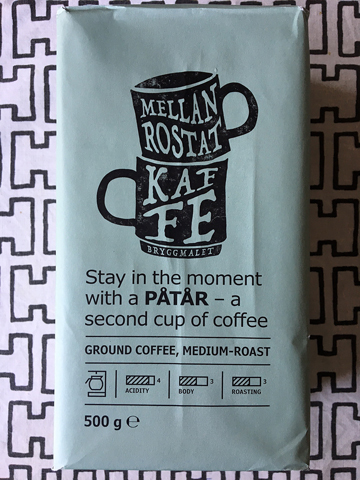 MELLAN
ROSTAT
KAF
FE
BRYGGMALET
Stay in the moment
with a PÅTÅR – a
second cup of coffee
GROUND COFFEE, MEDIUM-ROAST
4 3 3
ACIDITY BODY ROASTING
500 g ℮